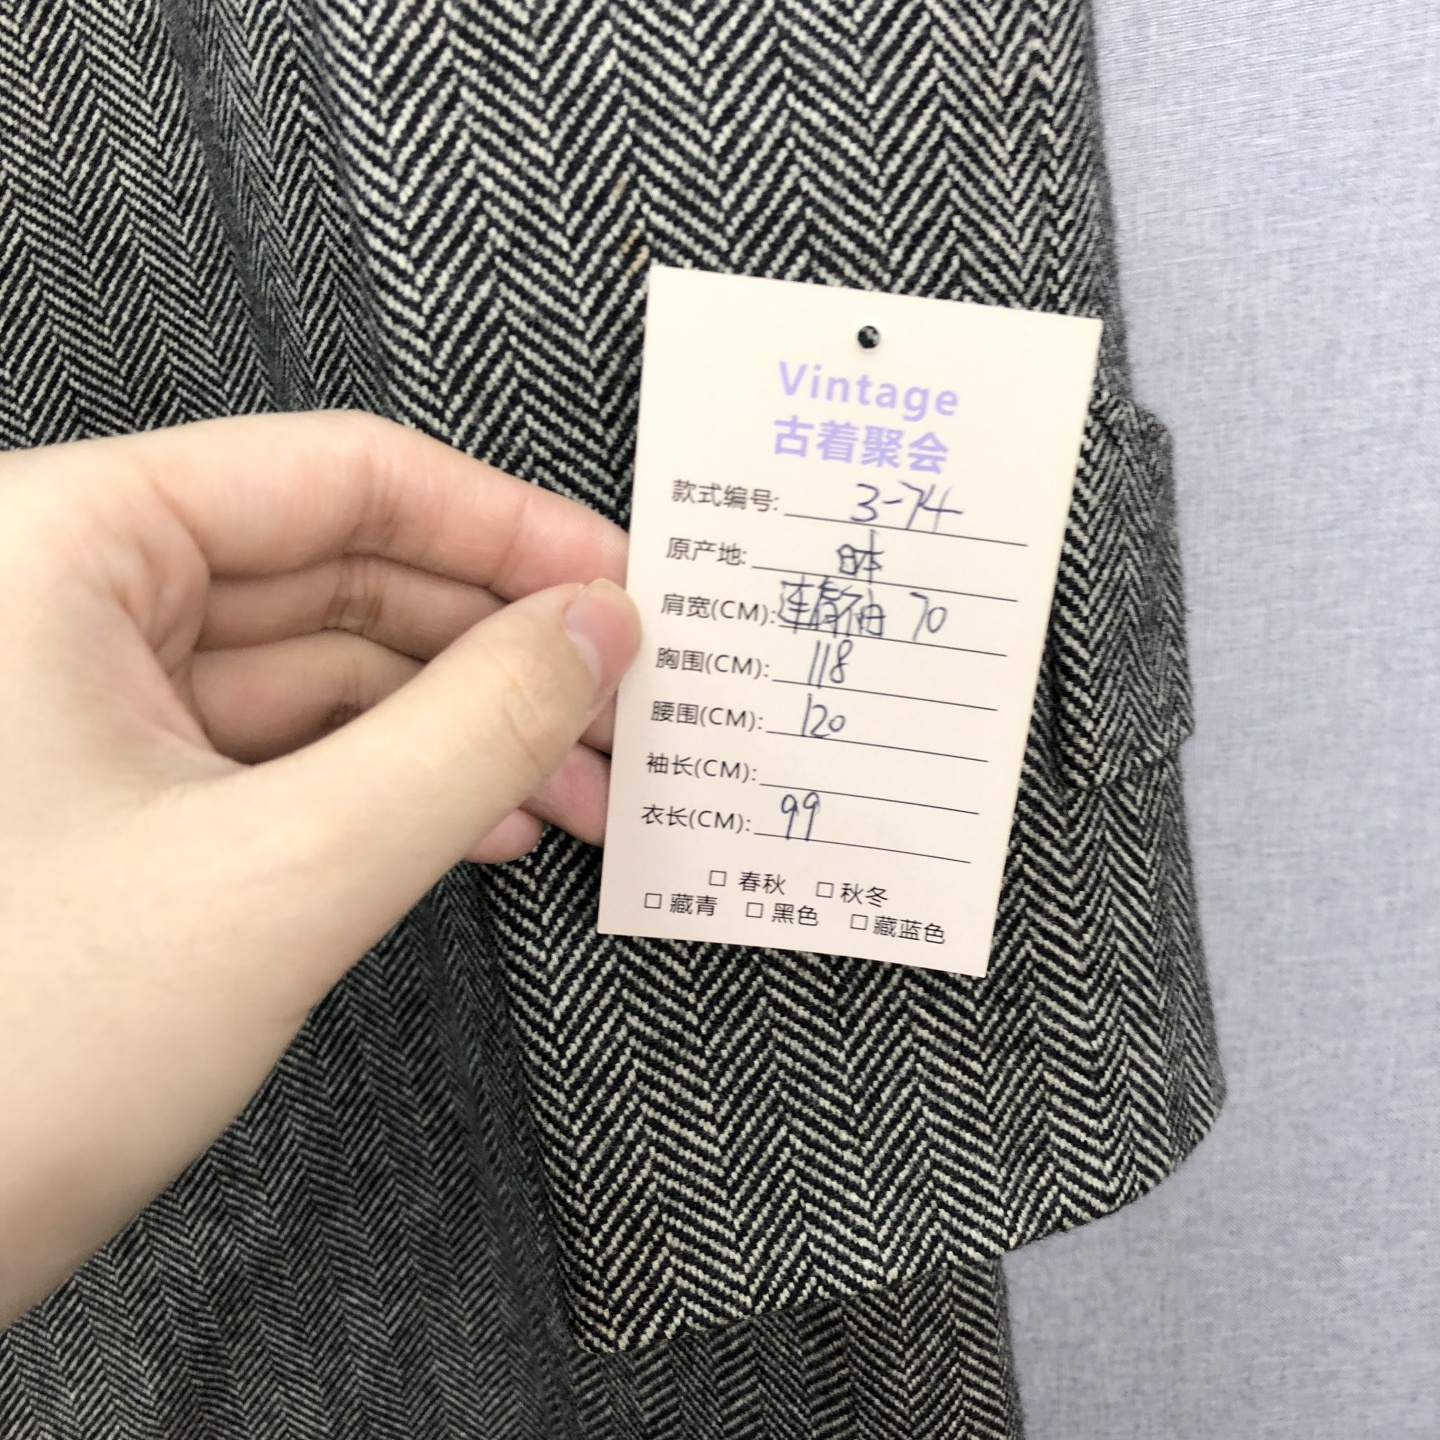 Vintage
古着聚会
款式编号: 3-74
原产地: 日本
肩宽(CM): 连肩袖 70
胸围(CM): 118
腰围(CM): 120
袖长(CM):
衣长(CM): 99
□ 春秋 □ 秋冬
□ 藏青 □ 黑色 □ 藏蓝色